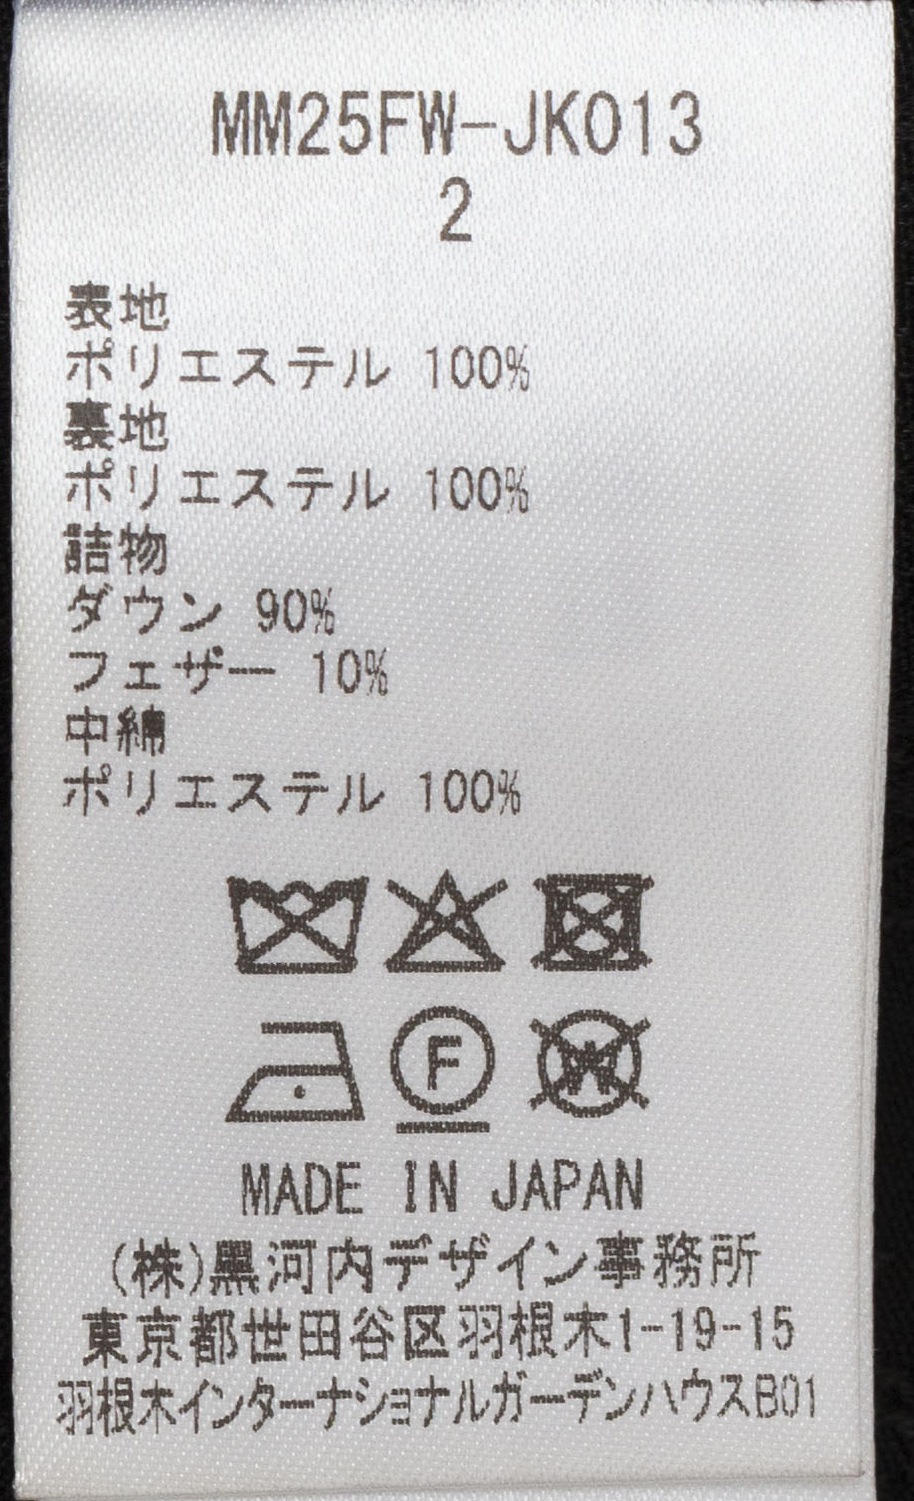 MM25FW-JK013
2
表地
ポリエステル 100%
裏地
ポリエステル 100%
詰物
ダウン 90%
フェザー 10%
中綿
ポリエステル 100%
F W
MADE IN JAPAN
(株)黒河内デザイン事務所
東京都世田谷区羽根木1-19-15
羽根木インターナショナルガーデンハウスB01